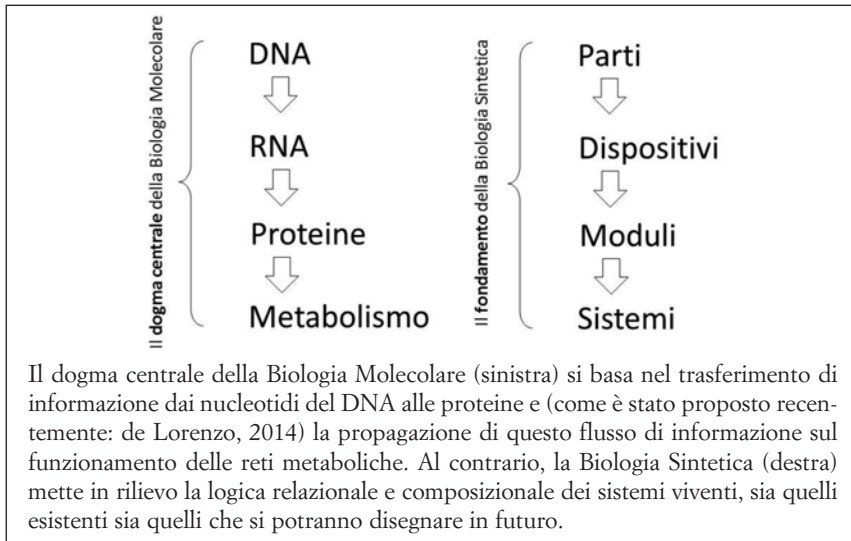 Il dogma centrale della Biologia Molecolare
DNA
RNA
Proteine
Metabolismo
Il fondamento della Biologia Sintetica
Parti
Dispositivi
Moduli
Sistemi
Il dogma centrale della Biologia Molecolare (sinistra) si basa nel trasferimento di
informazione dai nucleotidi del DNA alle proteine e (come è stato proposto recen-
temente: de Lorenzo, 2014) la propagazione di questo flusso di informazione sul
funzionamento delle reti metaboliche. Al contrario, la Biologia Sintetica (destra)
mette in rilievo la logica relazionale e composizionale dei sistemi viventi, sia quelli
esistenti sia quelli che si potranno disegnare in futuro.